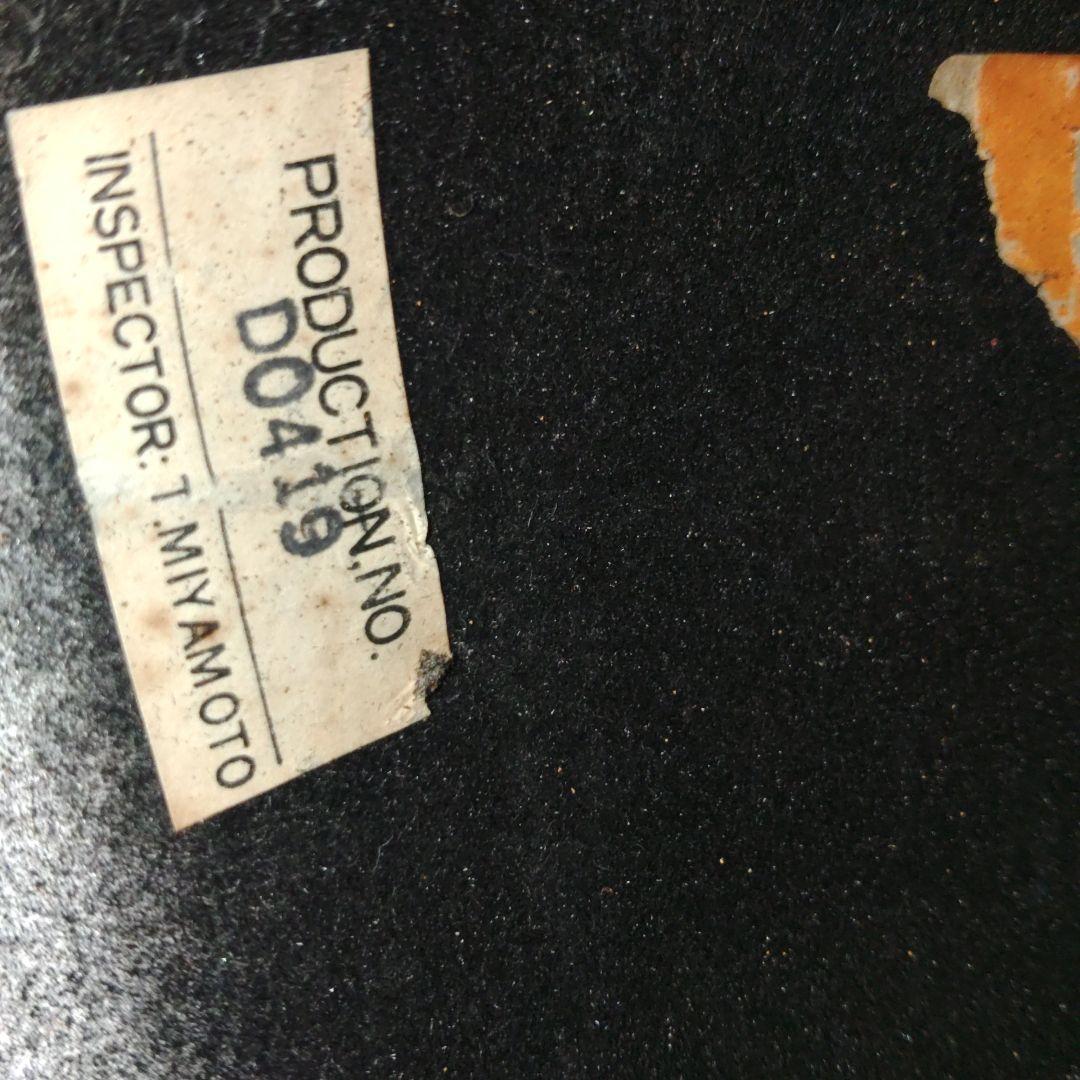 PRODUCTION.NO.
D0419
INSPECTOR: T.MIYAMOTO